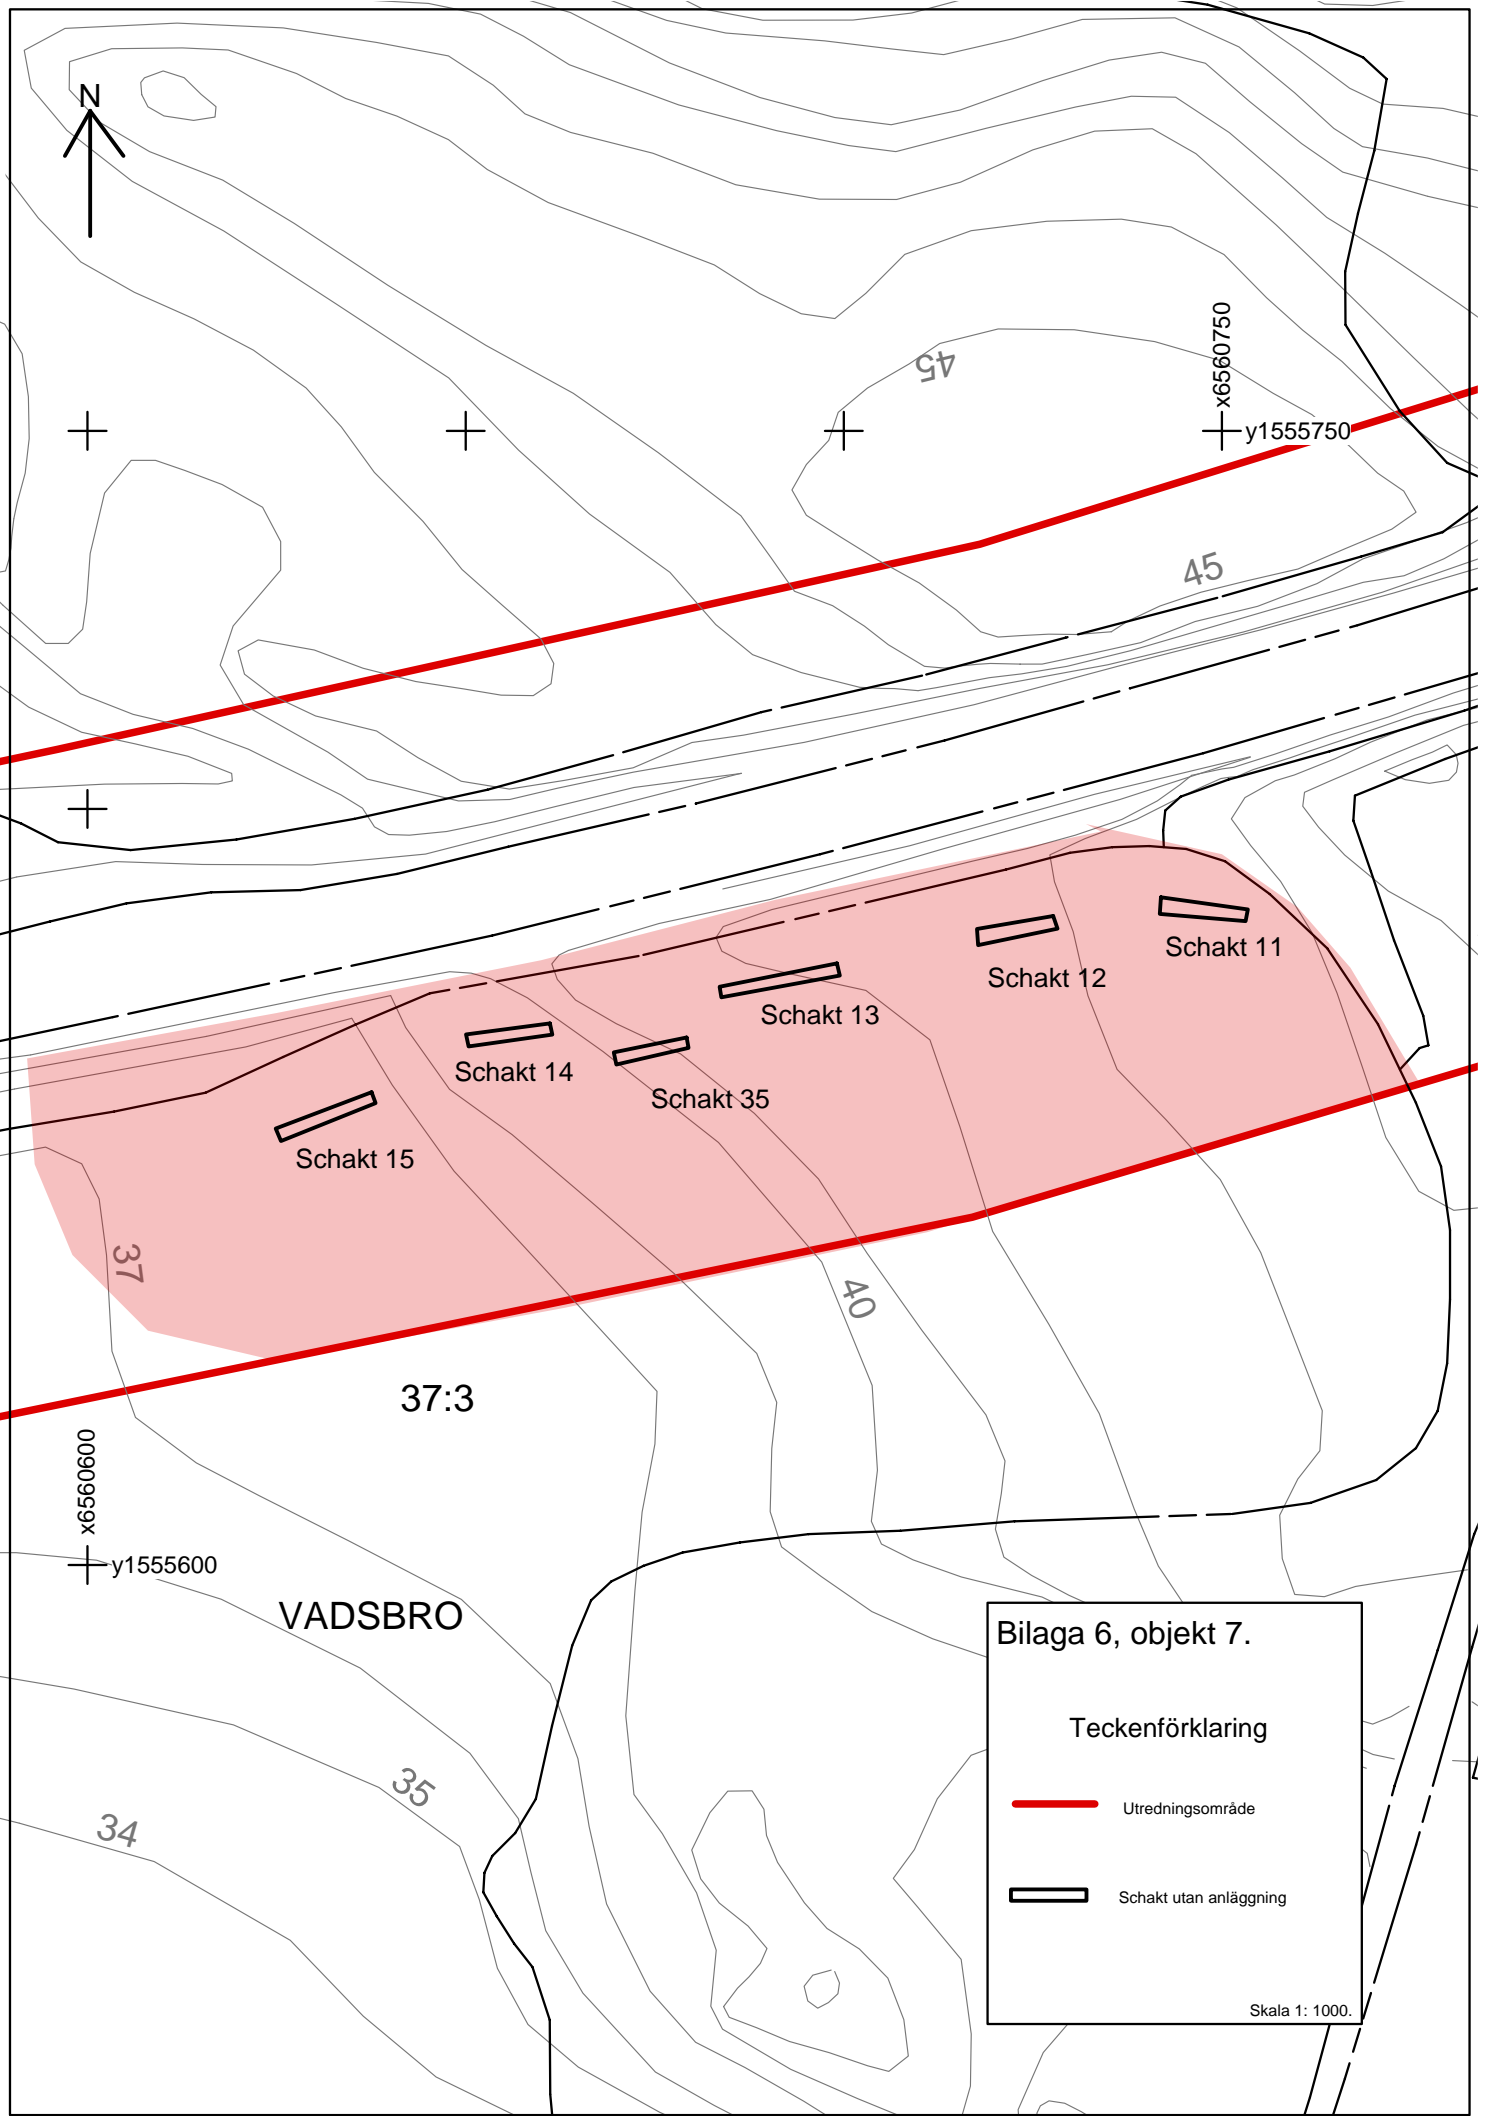 N
45
x6560750
y1555750
45
Schakt 11
Schakt 12
Schakt 13
Schakt 14
Schakt 35
Schakt 15
37
40
37:3
x6560600
y1555600
VADSBRO
35
34
Bilaga 6, objekt 7.
Teckenförklaring
Utredningsområde
Schakt utan anläggning
Skala 1: 1000.